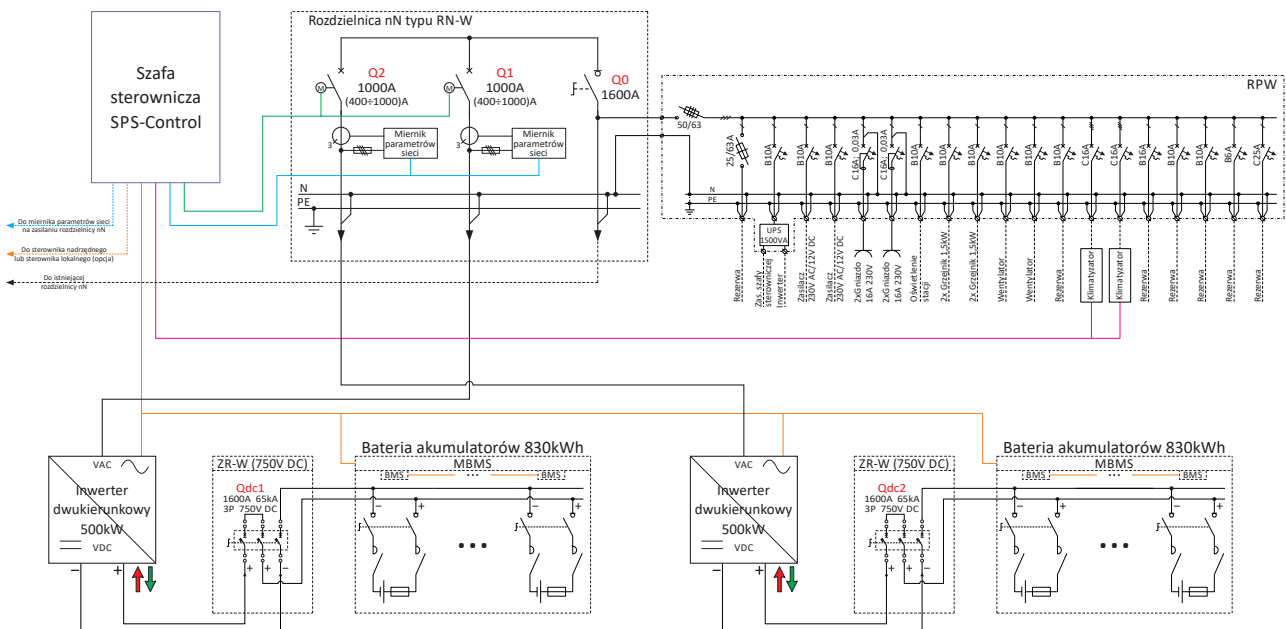 Szafa
sterownicza
SPS-Control
Do miernika parametrów sieci
na zasilaniu rozdzielnicy nN
Do sterownika nadrzędnego
lub sterownika lokalnego (opcja)
Do istniejącej
rozdzielnicy nN
Rozdzielnica nN typu RN-W
Q2
1000A
(400÷1000)A
M
3
Miernik
parametrów
sieci
Q1
1000A
(400÷1000)A
M
3
Miernik
parametrów
sieci
Q0
1600A
N
PE
RPW
50/63
25/63A
B10A
B10A
B10A
C16A; 0,03A
C16A; 0,03A
B10A
B10A
B10A
B10A
B10A
B10A
C16A
C16A
B16A
B10A
B10A
B6A
C25A
N
PE
UPS
1500VA
Rezerwa
Zas. szafy
sterowniczej
Inwerter
Zasilacz
230V AC/12V DC
Zasilacz
230V AC/12V DC
2xGniazdo
16A 230V
2xGniazdo
16A 230V
Oświetlenie
stacji
2x Grzejnik 1,5kW
2x Grzejnik 1,5kW
Wentylator
Wentylator
Rezerwa
Klimatyzator
Klimatyzator
Rezerwa
Rezerwa
Rezerwa
Rezerwa
Rezerwa
VAC
Inwerter
dwukierunkowy
500kW
VDC
− +
ZR-W (750V DC)
Qdc1
1600A 65kA
3P 750V DC
+ + −
Bateria akumulatorów 830kWh
MBMS
BMS ... BMS
− + − +
VAC
Inwerter
dwukierunkowy
500kW
VDC
− +
ZR-W (750V DC)
Qdc2
1600A 65kA
3P 750V DC
+ + −
Bateria akumulatorów 830kWh
MBMS
BMS ... BMS
− + − +